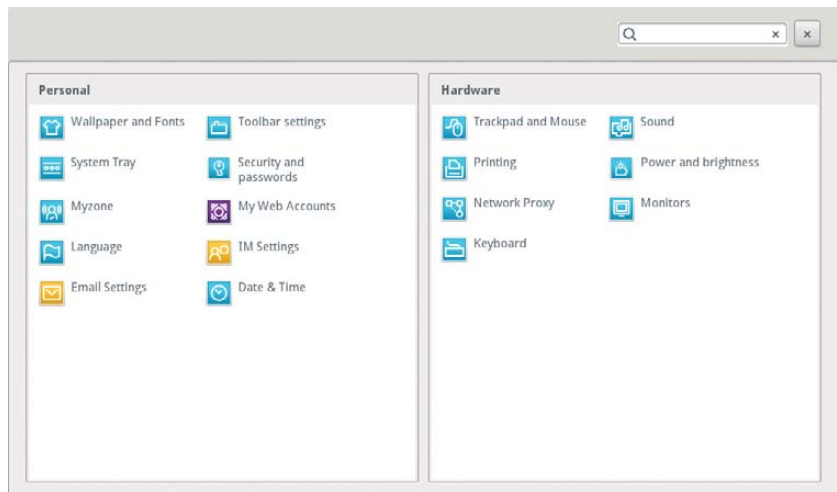 Personal
Wallpaper and Fonts
Toolbar settings
System Tray
Security and
passwords
Myzone
My Web Accounts
Language
IM Settings
Email Settings
Date & Time
Hardware
Trackpad and Mouse
Sound
Printing
Power and brightness
Network Proxy
Monitors
Keyboard